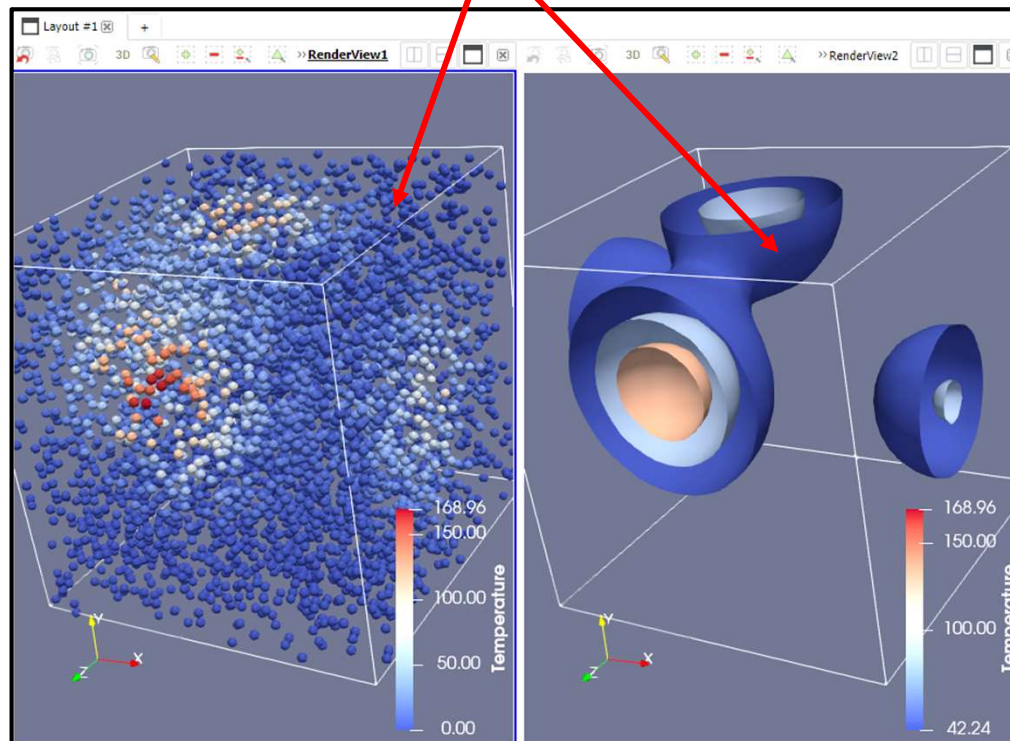 Layout #1 +
3D >>RenderView1
3D >>RenderView2
168.96
150.00
100.00
50.00
0.00
Temperature
Y
X
Z
168.96
150.00
100.00
42.24
Temperature
Y
X
Z